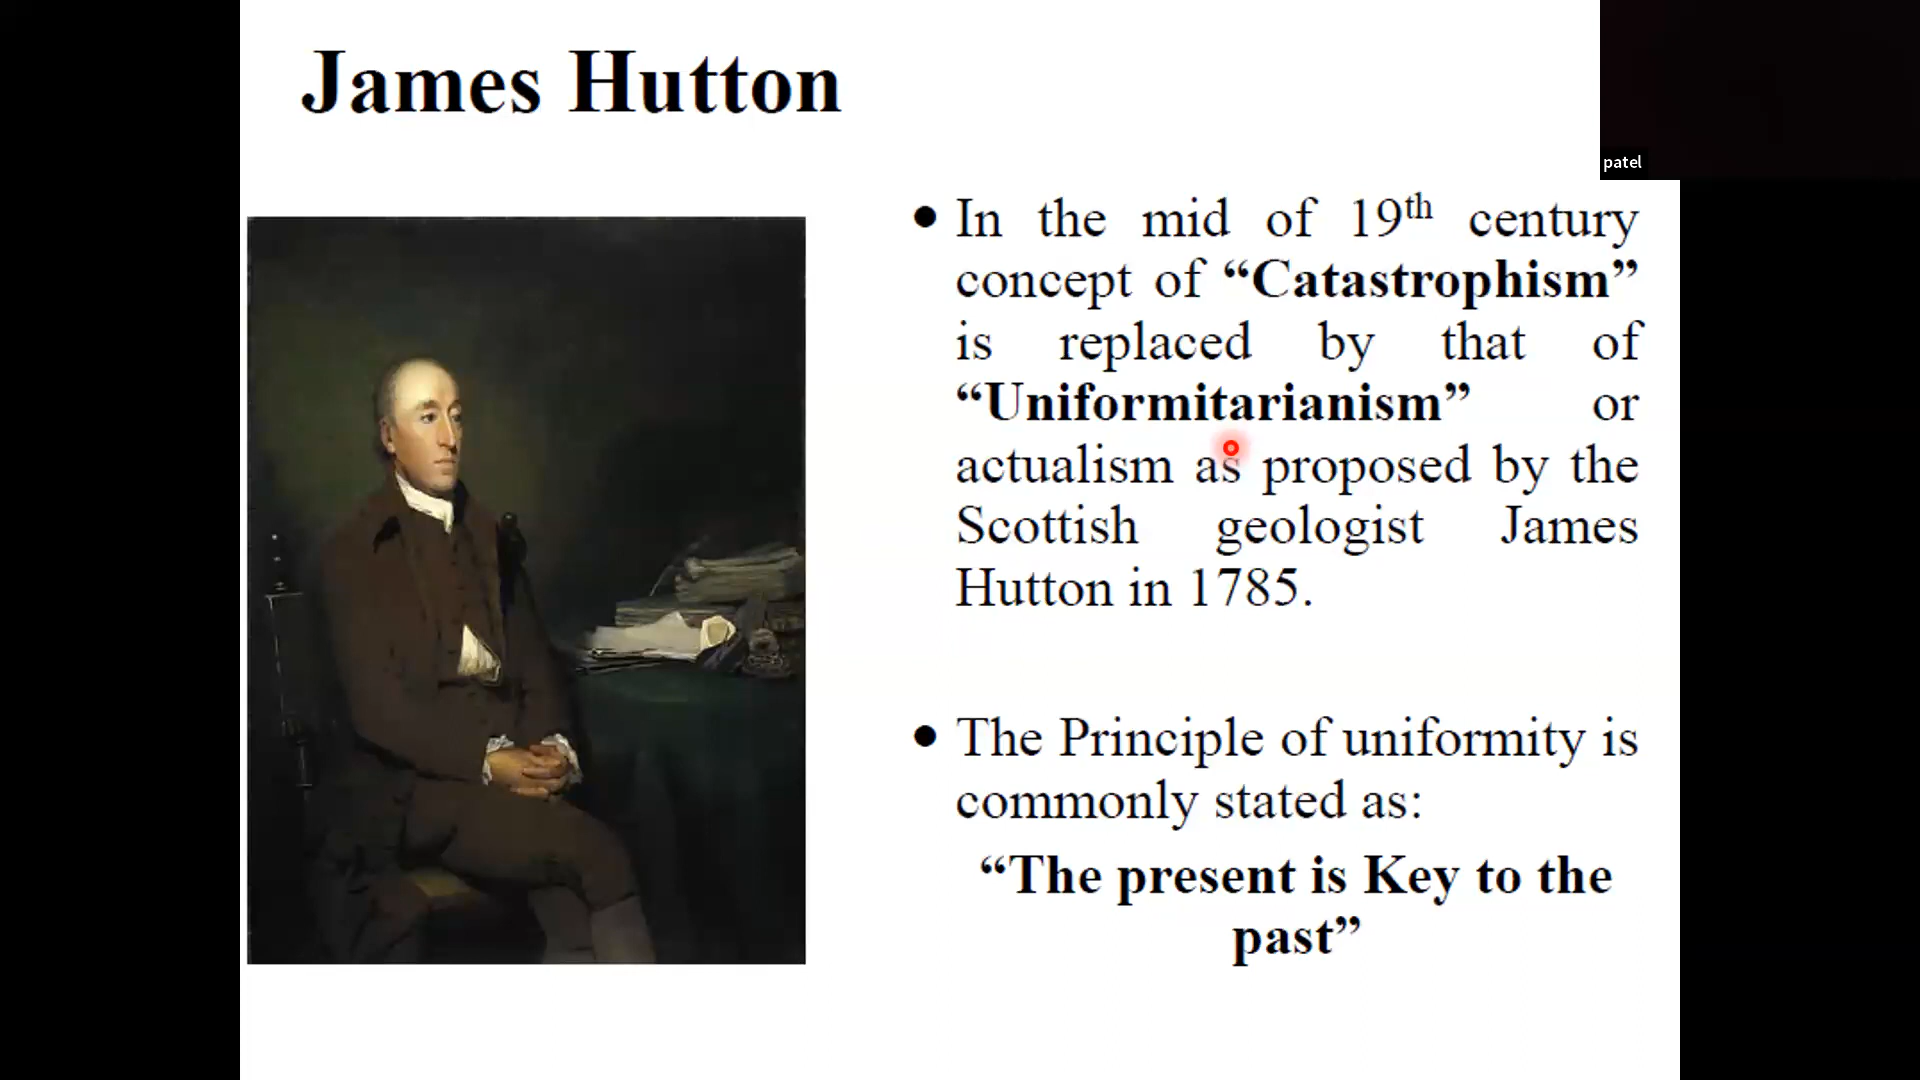 James Hutton
patel
• In the mid of 19th century
concept of “Catastrophism”
is replaced by that of
“Uniformitarianism” or
actualism as proposed by the
Scottish geologist James
Hutton in 1785.
• The Principle of uniformity is
commonly stated as:
“The present is Key to the
past”